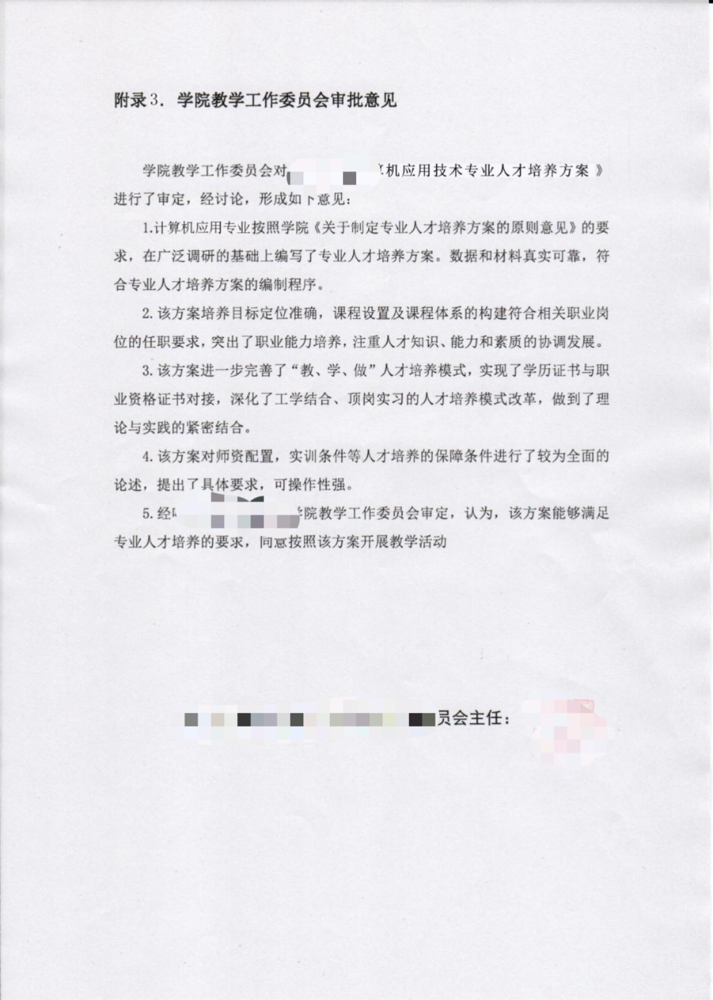 附录3. 学院教学工作委员会审批意见
学院教学工作委员会对 机应用技术专业人才培养方案》
进行了审定，经讨论，形成如下意见：
1.计算机应用专业按照学院《关于制定专业人才培养方案的原则意见》的要
求，在广泛调研的基础上编写了专业人才培养方案。数据和材料真实可靠，符
合专业人才培养方案的编制程序。
2.该方案培养目标定位准确，课程设置及课程体系的构建符合相关职业岗
位的任职要求，突出了职业能力培养，注重人才知识、能力和素质的协调发展。
3.该方案进一步完善了“教、学、做”人才培养模式，实现了学历证书与职
业资格证书对接，深化了工学结合、顶岗实习的人才培养模式改革，做到了理
论与实践的紧密结合。
4.该方案对师资配置，实训条件等人才培养的保障条件进行了较为全面的
论述，提出了具体要求，可操作性强。
5.经 学院教学工作委员会审定，认为，该方案能够满足
专业人才培养的要求，同意按照该方案开展教学活动
员会主任：